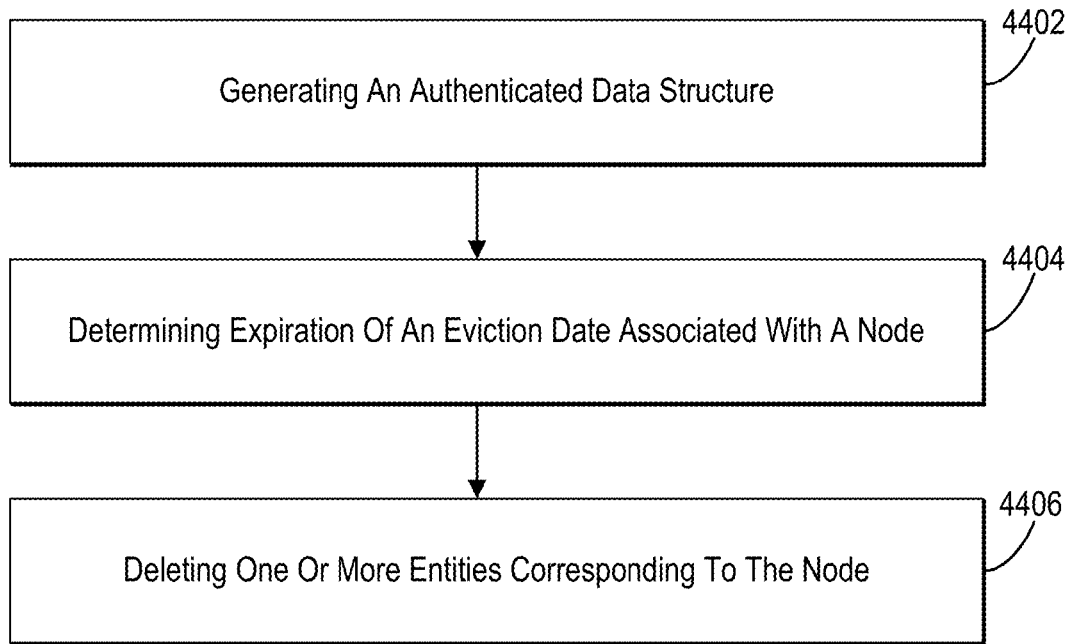 4402
Generating An Authenticated Data Structure
4404
Determining Expiration Of An Eviction Date Associated With A Node
4406
Deleting One Or More Entities Corresponding To The Node